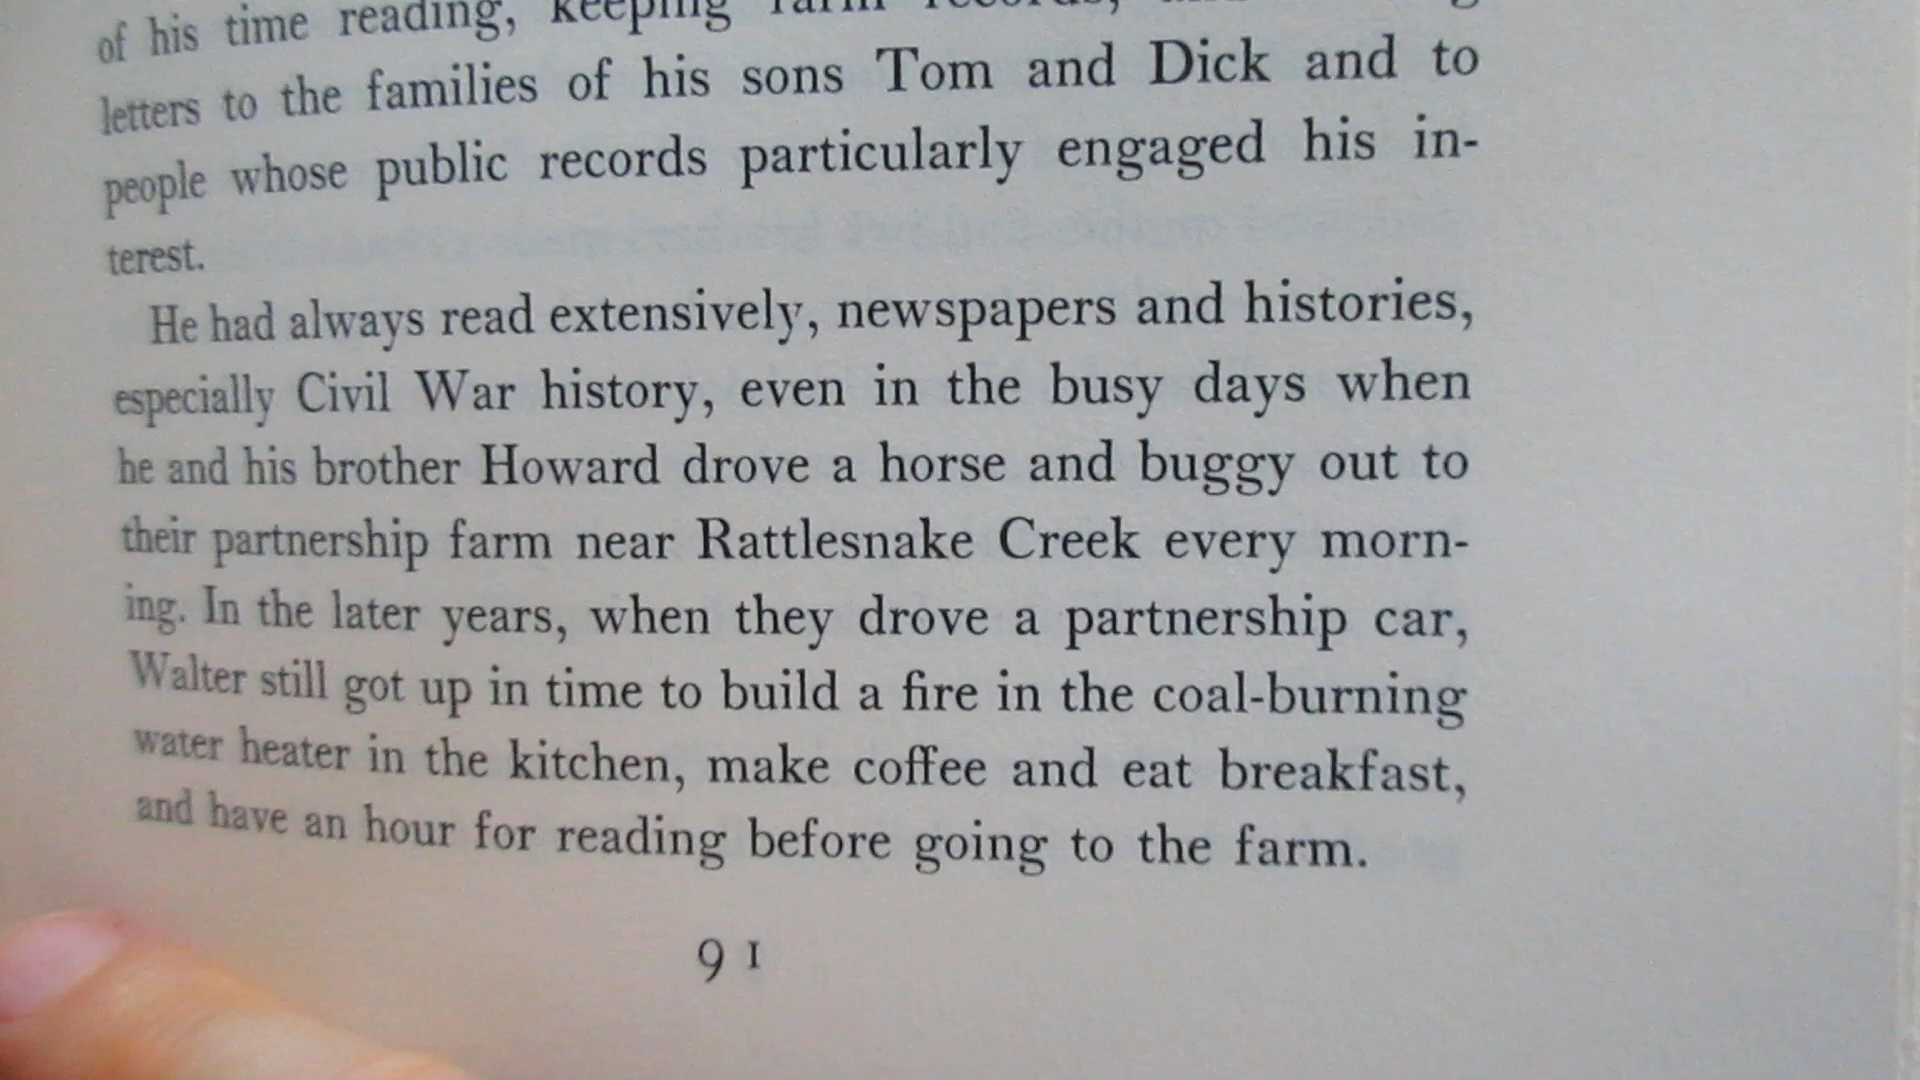 of his time reading, keeping farm records,
letters to the families of his sons Tom and Dick and to
people whose public records particularly engaged his in-
terest.
He had always read extensively, newspapers and histories,
especially Civil War history, even in the busy days when
he and his brother Howard drove a horse and buggy out to
their partnership farm near Rattlesnake Creek every morn-
ing. In the later years, when they drove a partnership car,
Walter still got up in time to build a fire in the coal-burning
water heater in the kitchen, make coffee and eat breakfast,
and have an hour for reading before going to the farm.
91